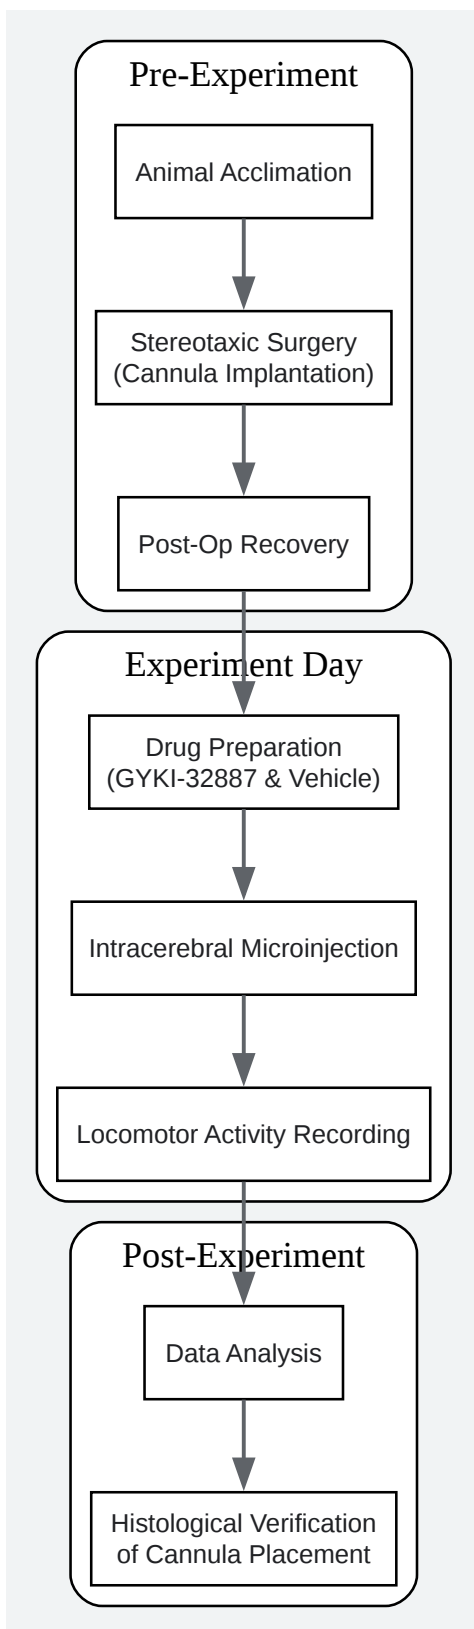 Pre-Experiment
Animal Acclimation
Stereotaxic Surgery
(Cannula Implantation)
Post-Op Recovery
Experiment Day
Drug Preparation
(GYKI-32887 & Vehicle)
Intracerebral Microinjection
Locomotor Activity Recording
Post-Experiment
Data Analysis
Histological Verification
of Cannula Placement